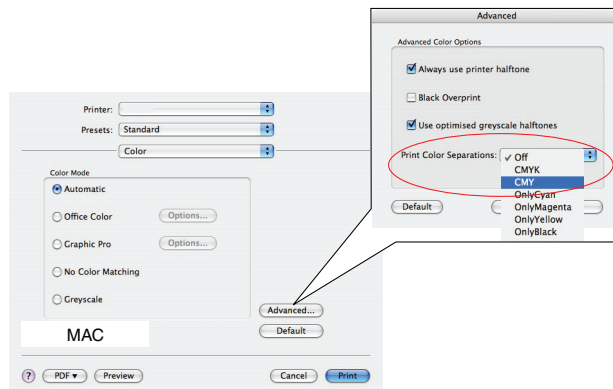 Advanced
Advanced Color Options
Always use printer halftone
Black Overprint
Use optimised greyscale halftones
Print Color Separations:
✓ Off
CMYK
CMY
OnlyCyan
OnlyMagenta
OnlyYellow
OnlyBlack
Default
Printer:
Presets: Standard
Color
Color Mode
Automatic
Office Color Options...
Graphic Pro Options...
No Color Matching
Greyscale
Advanced...
Default
MAC
? PDF ▾ Preview Cancel Print